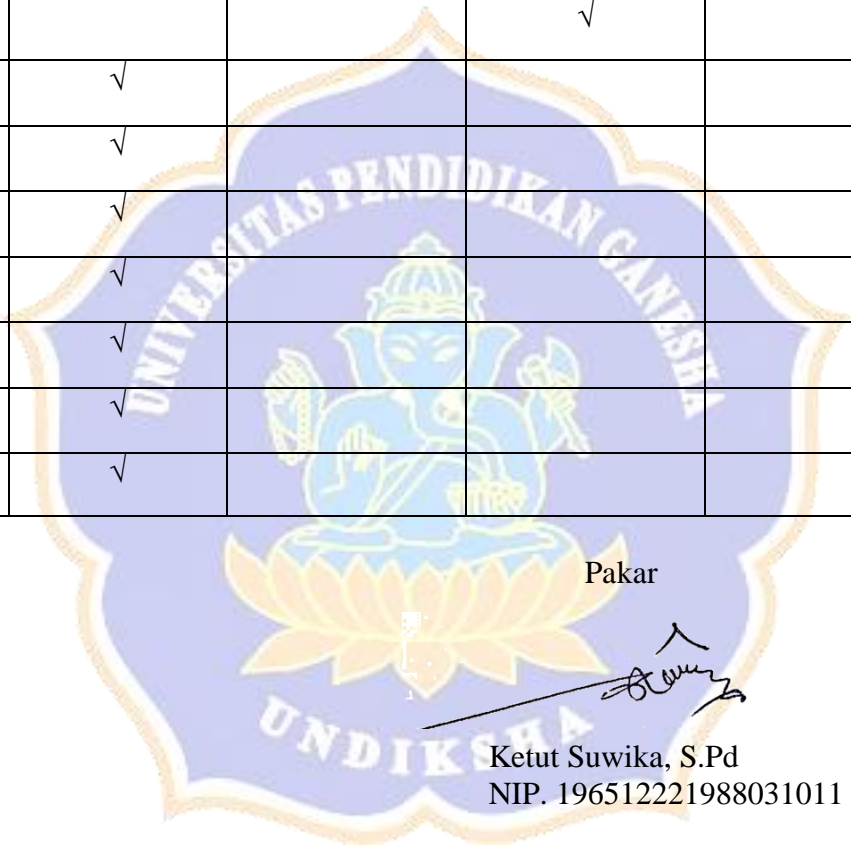 √
√
√
√
√
√
√
√
UNIVERSITAS PENDIDIKAN GANESHA
UNDIKSHA
Pakar
Ketut Suwika, S.Pd
NIP. 196512221988031011